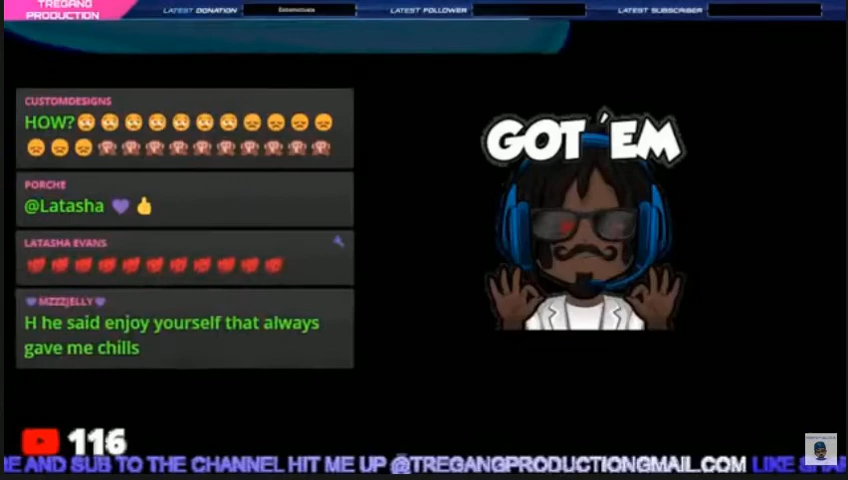 TREGANG
PRODUCTION
LATEST DONATION
LATEST FOLLOWER
LATEST SUBSCRIBER
CUSTOMDESIGNS
HOW?
PORCHE
@Latasha
LATASHA EVANS
MZZZJELLY
H he said enjoy yourself that always
gave me chills
GOT 'EM
116
RE AND SUB TO THE CHANNEL HIT ME UP @TREGANGPRODUCTIONGMAIL.COM LIKE SHA